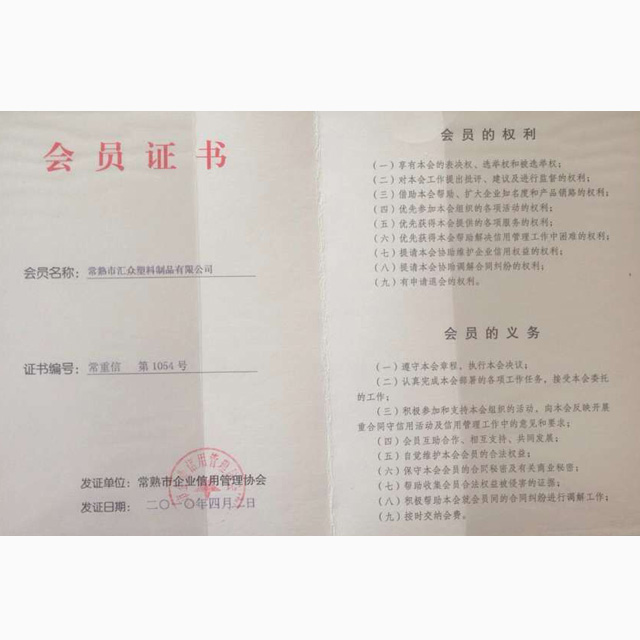 会员证书
会员名称：常熟市汇众塑料制品有限公司
证书编号：常重信 第1054号
发证单位：常熟市企业信用管理协会
发证日期：二〇一〇年四月二日
会员的权利
（一）享有本会的表决权、选举权和被选举权；
（二）对本会工作提出批评、建议及进行监督的权利；
（三）借助本会帮助、扩大企业知名度和产品销路的权利；
（四）优先参加本会组织的各项活动的权利；
（五）优先获得本会提供的各项服务的权利；
（六）优先获得本会帮助解决信用管理工作中困难的权利；
（七）提请本会协助维护企业信用权益的权利；
（八）提请本会协助调解合同纠纷的权利；
（九）有申请退会的权利。
会员的义务
（一）遵守本会章程，执行本会决议；
（二）认真完成本会部署的各项工作任务，接受本会委托
的工作；
（三）积极参加和支持本会组织的活动，向本会反映开展
重合同守信用活动及信用管理工作中的意见和要求；
（四）会员互助合作、相互支持、共同发展；
（五）自觉维护本会会员的合法权益；
（六）保守本会会员的合同秘密及有关商业秘密；
（七）帮助收集会员合法权益被侵害的证据；
（八）积极帮助本会就会员间的合同纠纷进行调解工作；
（九）按时交纳会费。